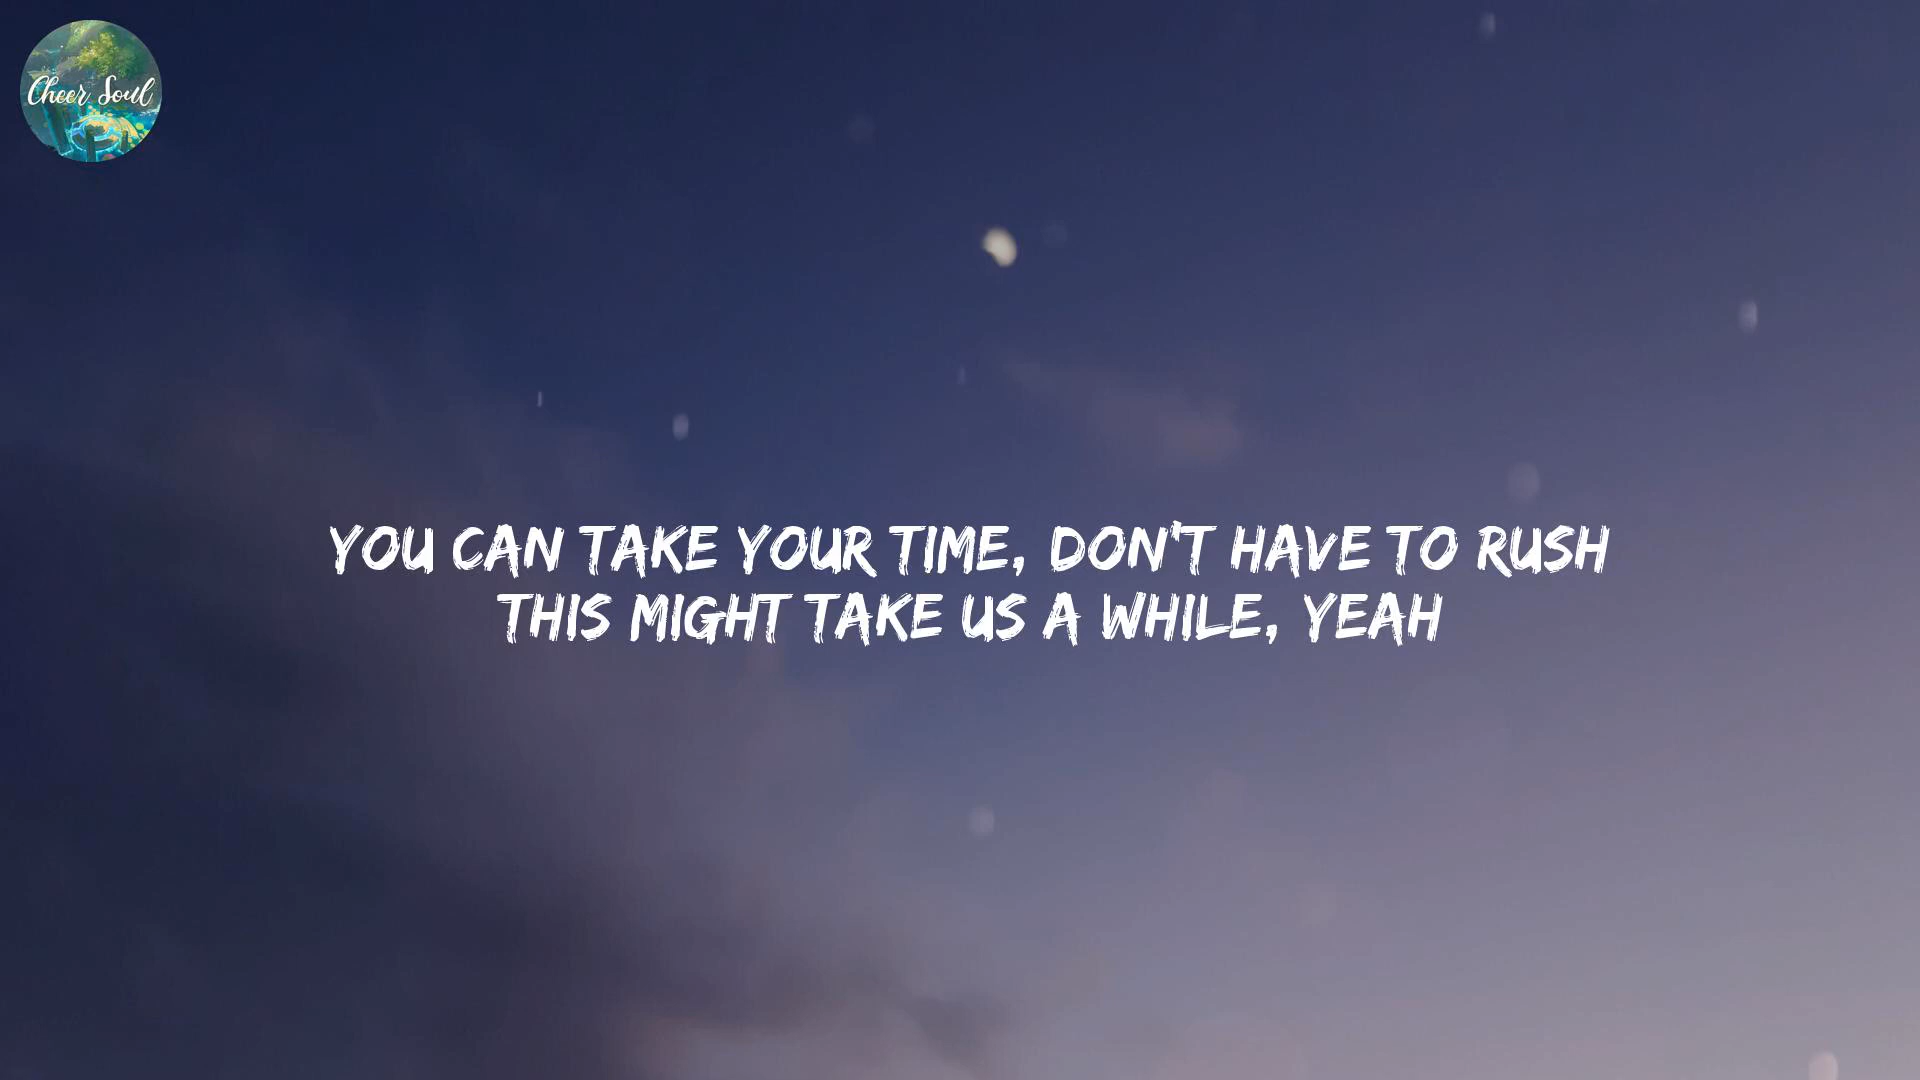 Cheer Soul
YOU CAN TAKE YOUR TIME, DON'T HAVE TO RUSH
THIS MIGHT TAKE US A WHILE, YEAH